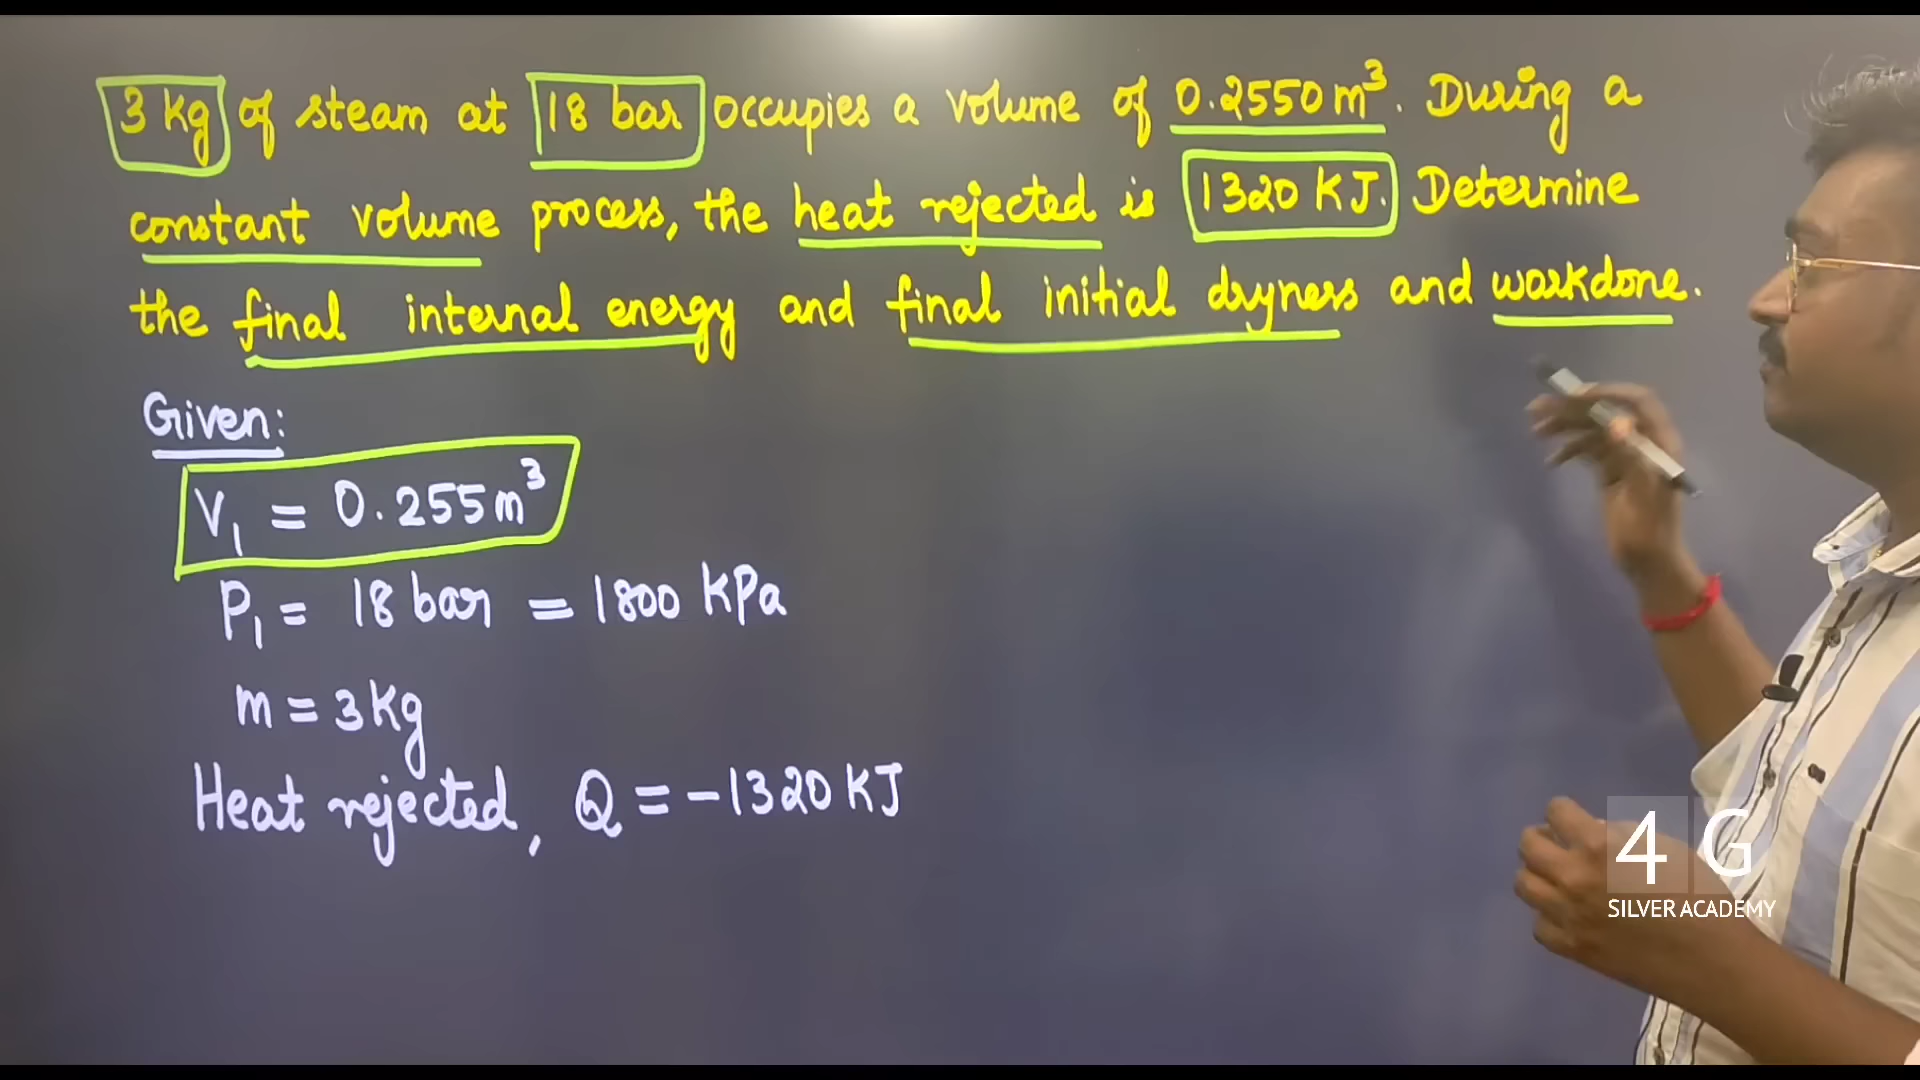 3 kg of steam at 18 bar occupies a volume of 0.2550 m³. During a
constant volume process, the heat rejected is 1320 KJ. Determine
the final internal energy and final initial dryness and workdone.
Given:
V₁ = 0.255 m³
P₁ = 18 bar = 1800 KPa
m = 3 Kg
Heat rejected, Q = -1320 KJ
4 G
SILVER ACADEMY